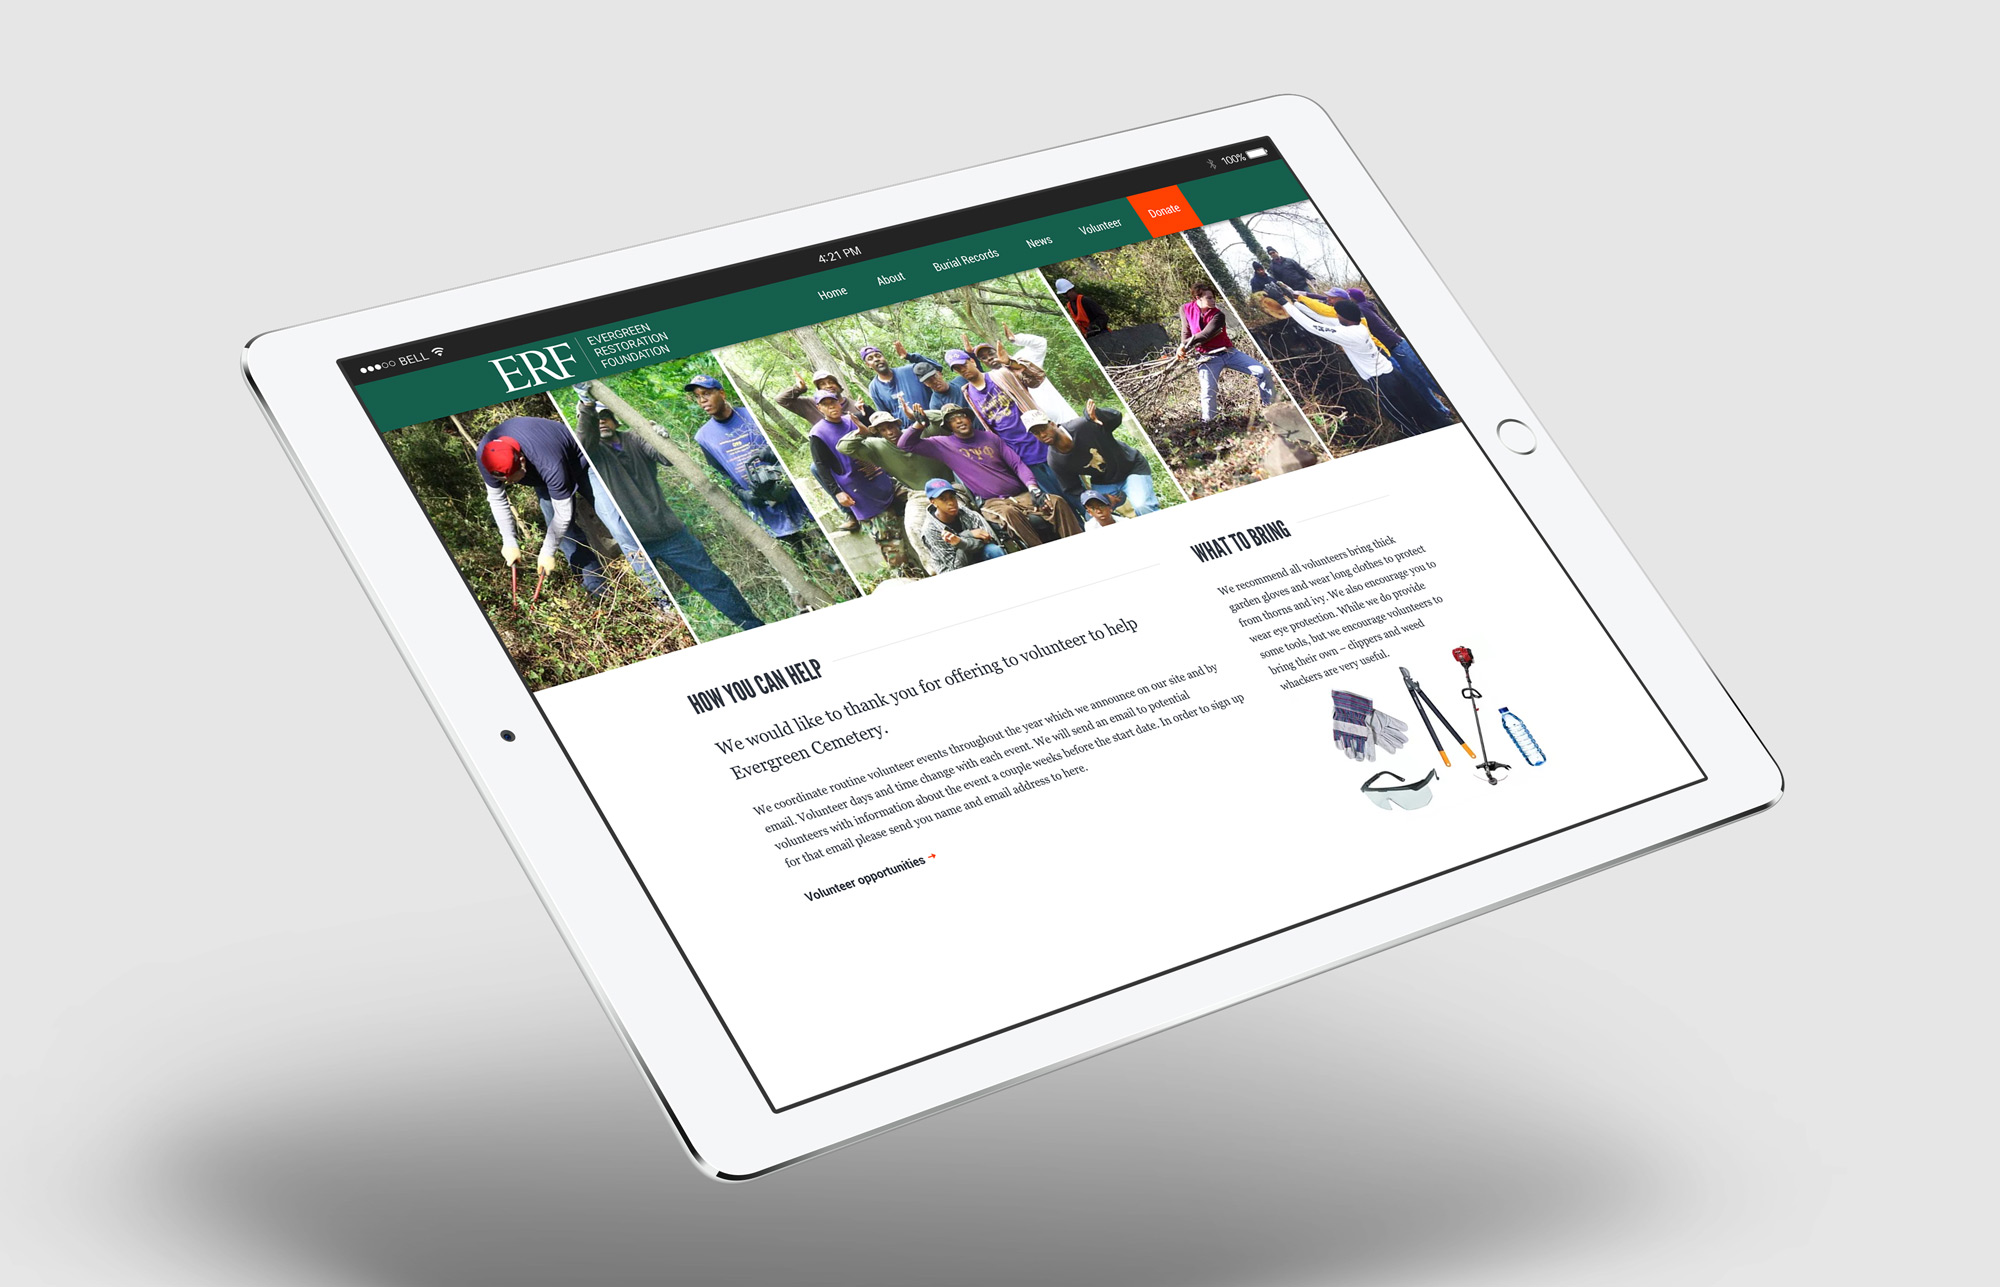 ●●●○○ BELL
4:21 PM
100%
ERF
EVERGREEN
RESTORATION
FOUNDATION
Home
About
Burial Records
News
Volunteer
Donate
HOW YOU CAN HELP
We would like to thank you for offering to volunteer to help
Evergreen Cemetery.
We coordinate routine volunteer events throughout the year which we announce on our site and by
email. Volunteer days and time change with each event. We will send an email to potential
volunteers with information about the event a couple weeks before the start date. In order to sign up
for that email please send you name and email address to here.
Volunteer opportunities →
WHAT TO BRING
We recommend all volunteers bring thick
garden gloves and wear long clothes to protect
from thorns and ivy. We also encourage you to
wear eye protection. While we do provide
some tools, but we encourage volunteers to
bring their own – clippers and weed
whackers are very useful.